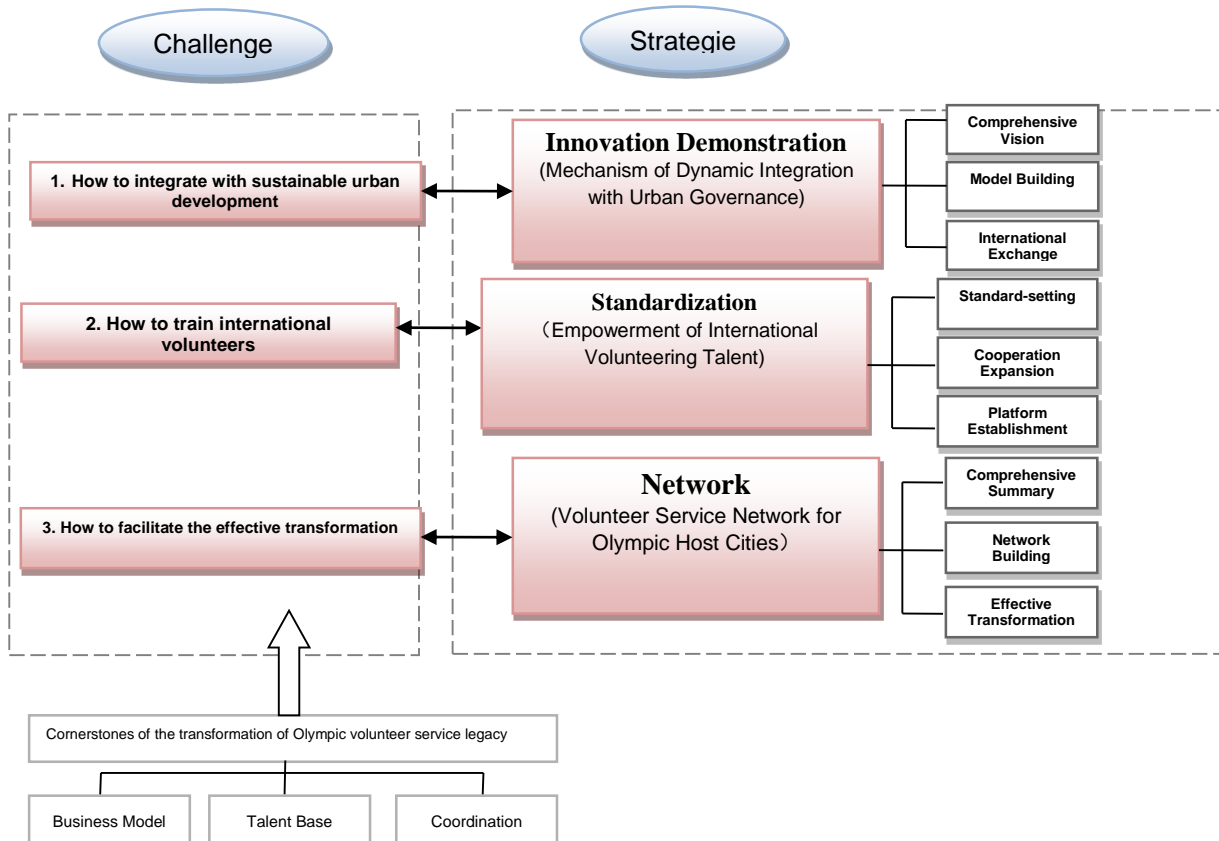 Challenge
Strategie
1. How to integrate with sustainable urban
development
Innovation Demonstration
(Mechanism of Dynamic Integration
with Urban Governance)
Comprehensive
Vision
Model Building
International
Exchange
2. How to train international
volunteers
Standardization
（Empowerment of International
Volunteering Talent)
Standard-setting
Cooperation
Expansion
Platform
Establishment
3. How to facilitate the effective transformation
Network
(Volunteer Service Network for
Olympic Host Cities）
Comprehensive
Summary
Network
Building
Effective
Transformation
Cornerstones of the transformation of Olympic volunteer service legacy
Business Model
Talent Base
Coordination